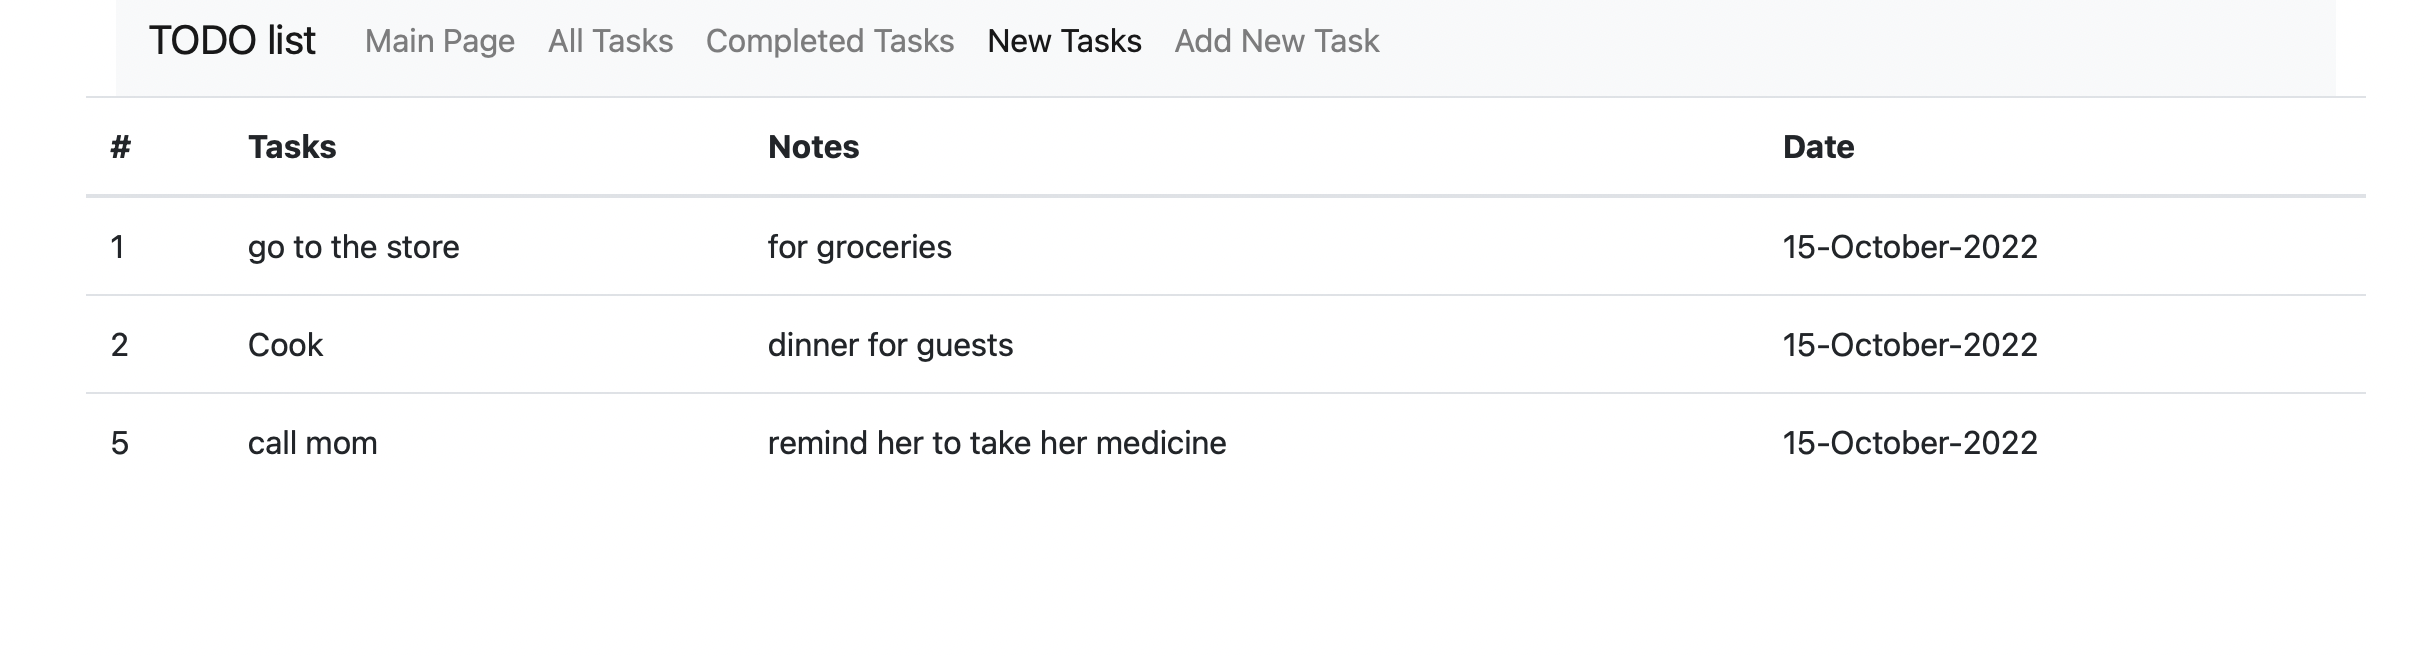 TODO list Main Page All Tasks Completed Tasks New Tasks Add New Task
# Tasks Notes Date
1 go to the store for groceries 15-October-2022
2 Cook dinner for guests 15-October-2022
5 call mom remind her to take her medicine 15-October-2022